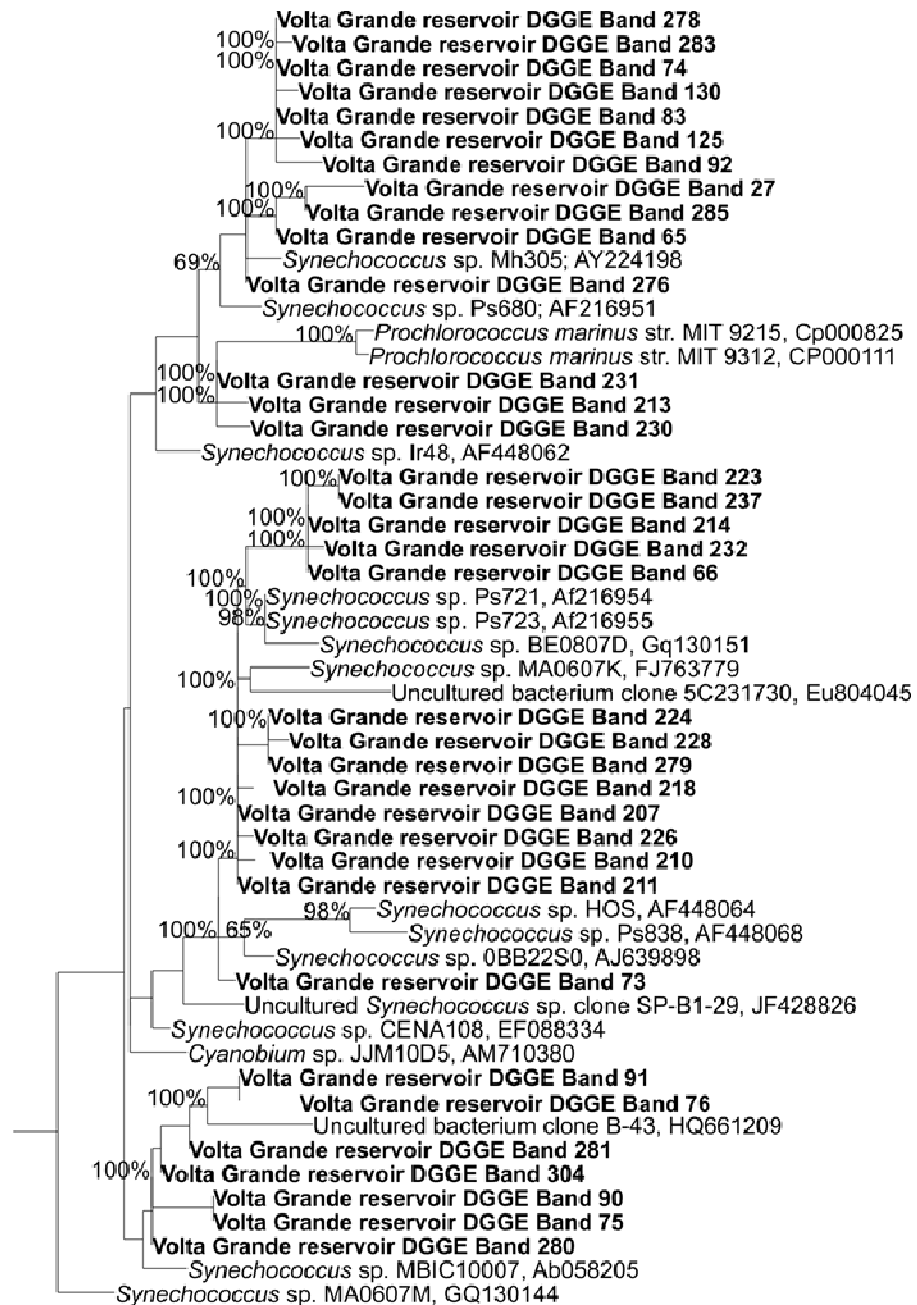 Volta Grande reservoir DGGE Band 278
100%
Volta Grande reservoir DGGE Band 283
100%
Volta Grande reservoir DGGE Band 74
Volta Grande reservoir DGGE Band 130
Volta Grande reservoir DGGE Band 83
100%
Volta Grande reservoir DGGE Band 125
Volta Grande reservoir DGGE Band 92
100%
Volta Grande reservoir DGGE Band 27
100%
Volta Grande reservoir DGGE Band 285
Volta Grande reservoir DGGE Band 65
69%
Synechococcus sp. Mh305; AY224198
Volta Grande reservoir DGGE Band 276
Synechococcus sp. Ps680; AF216951
100%
Prochlorococcus marinus str. MIT 9215, Cp000825
Prochlorococcus marinus str. MIT 9312, CP000111
100%
Volta Grande reservoir DGGE Band 231
100%
Volta Grande reservoir DGGE Band 213
Volta Grande reservoir DGGE Band 230
Synechococcus sp. Ir48, AF448062
100%
Volta Grande reservoir DGGE Band 223
Volta Grande reservoir DGGE Band 237
100%
Volta Grande reservoir DGGE Band 214
100%
Volta Grande reservoir DGGE Band 232
100%
Volta Grande reservoir DGGE Band 66
100%
Synechococcus sp. Ps721, Af216954
98%
Synechococcus sp. Ps723, Af216955
Synechococcus sp. BE0807D, Gq130151
Synechococcus sp. MA0607K, FJ763779
100%
Uncultured bacterium clone 5C231730, Eu804045
100%
Volta Grande reservoir DGGE Band 224
Volta Grande reservoir DGGE Band 228
Volta Grande reservoir DGGE Band 279
100%
Volta Grande reservoir DGGE Band 218
Volta Grande reservoir DGGE Band 207
Volta Grande reservoir DGGE Band 226
100%
Volta Grande reservoir DGGE Band 210
Volta Grande reservoir DGGE Band 211
98%
Synechococcus sp. HOS, AF448064
100% 65%
Synechococcus sp. Ps838, AF448068
Synechococcus sp. 0BB22S0, AJ639898
Volta Grande reservoir DGGE Band 73
Uncultured Synechococcus sp. clone SP-B1-29, JF428826
Synechococcus sp. CENA108, EF088334
Cyanobium sp. JJM10D5, AM710380
Volta Grande reservoir DGGE Band 91
100%
Volta Grande reservoir DGGE Band 76
Uncultured bacterium clone B-43, HQ661209
Volta Grande reservoir DGGE Band 281
100%
Volta Grande reservoir DGGE Band 304
Volta Grande reservoir DGGE Band 90
Volta Grande reservoir DGGE Band 75
Volta Grande reservoir DGGE Band 280
Synechococcus sp. MBIC10007, Ab058205
Synechococcus sp. MA0607M, GQ130144